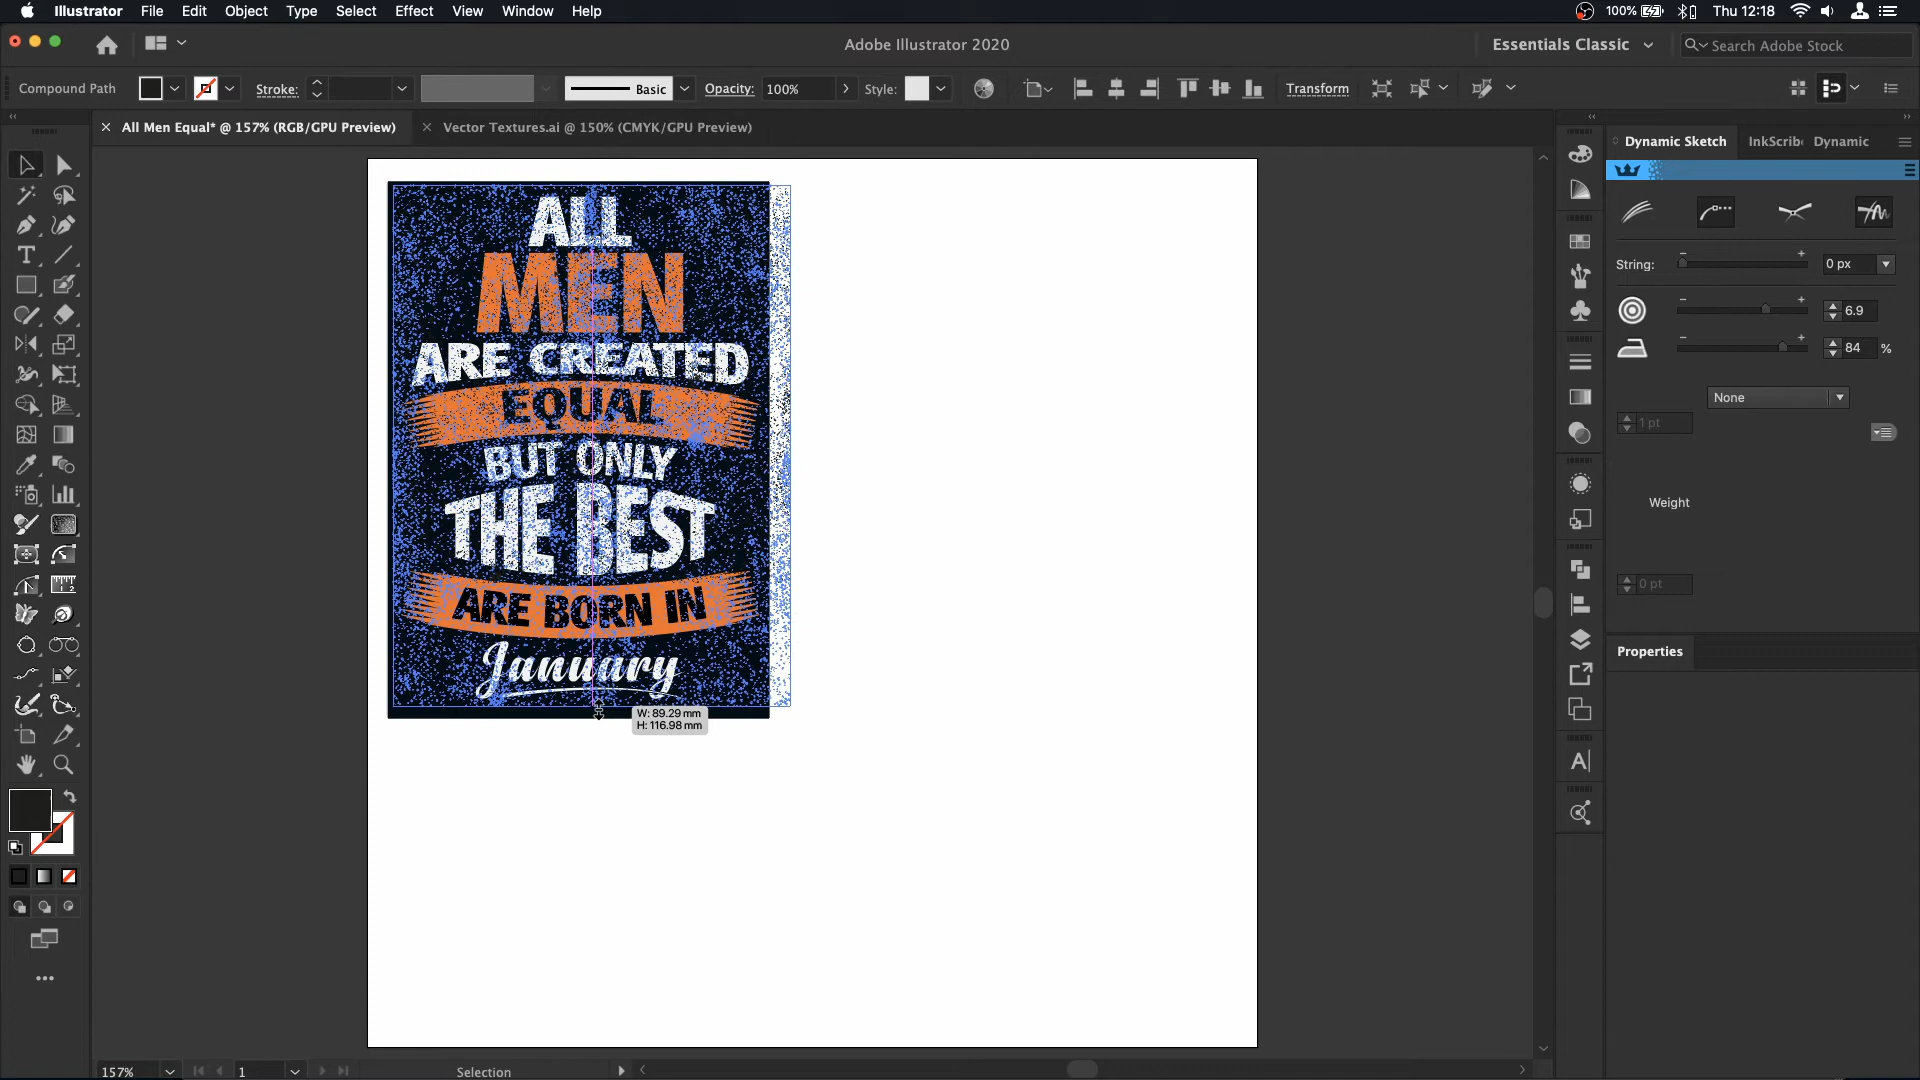 Illustrator File Edit Object Type Select Effect View Window Help
100% Thu 12:18
Adobe Illustrator 2020
Essentials Classic
Search Adobe Stock
Compound Path
Stroke:
Basic
Opacity: 100%
Style:
Transform
All Men Equal* @ 157% (RGB/GPU Preview)
Vector Textures.ai @ 150% (CMYK/GPU Preview)
Dynamic Sketch
InkScribe
Dynamic
String:
0 px
6.9
84 %
None
1 pt
Weight
0 pt
Properties
ALL
MEN
ARE CREATED
EQUAL
BUT ONLY
THE BEST
ARE BORN IN
January
W: 89.29 mm
H: 116.98 mm
157%
1
Selection